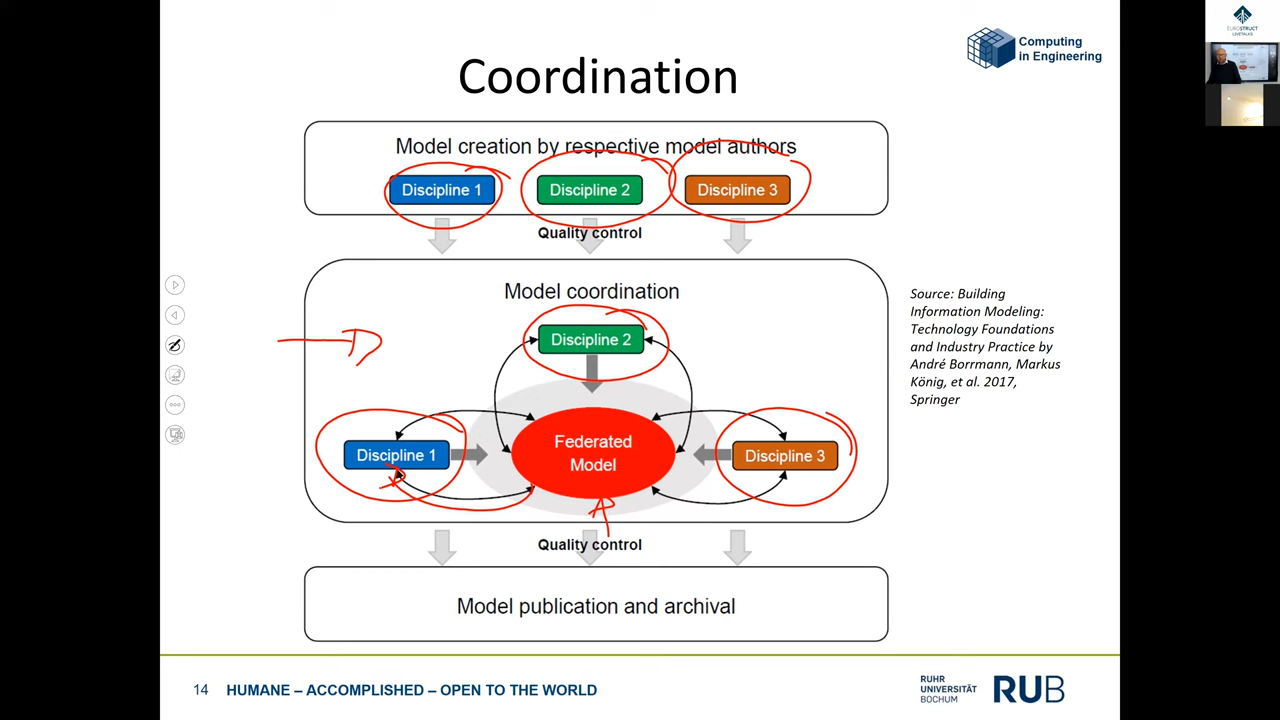 EUROSTRUCT
LIVETALKS
Computing
in Engineering
Coordination
Model creation by respective model authors
Discipline 1
Discipline 2
Discipline 3
Quality control
Model coordination
Discipline 2
Discipline 1
Federated
Model
Discipline 3
Source: Building
Information Modeling:
Technology Foundations
and Industry Practice by
André Borrmann, Markus
König, et al. 2017,
Springer
Quality control
Model publication and archival
14 HUMANE – ACCOMPLISHED – OPEN TO THE WORLD
RUHR
UNIVERSITÄT
BOCHUM
RUB